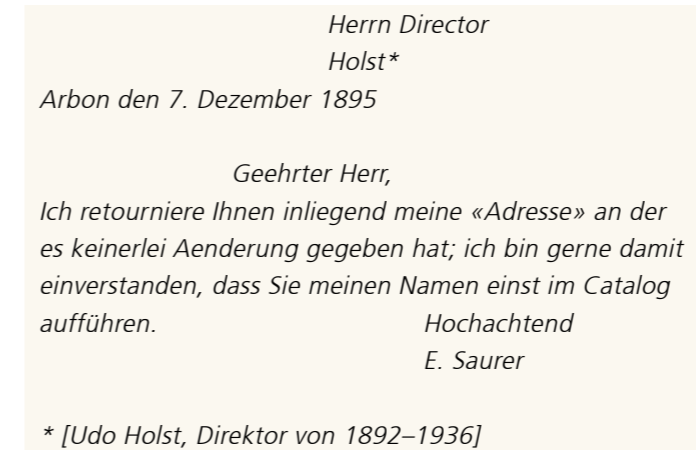 Herrn Director
Holst*
Arbon den 7. Dezember 1895
Geehrter Herr,
Ich retourniere Ihnen inliegend meine «Adresse» an der
es keinerlei Aenderung gegeben hat; ich bin gerne damit
einverstanden, dass Sie meinen Namen einst im Catalog
aufführen. Hochachtend
E. Saurer
* [Udo Holst, Direktor von 1892–1936]